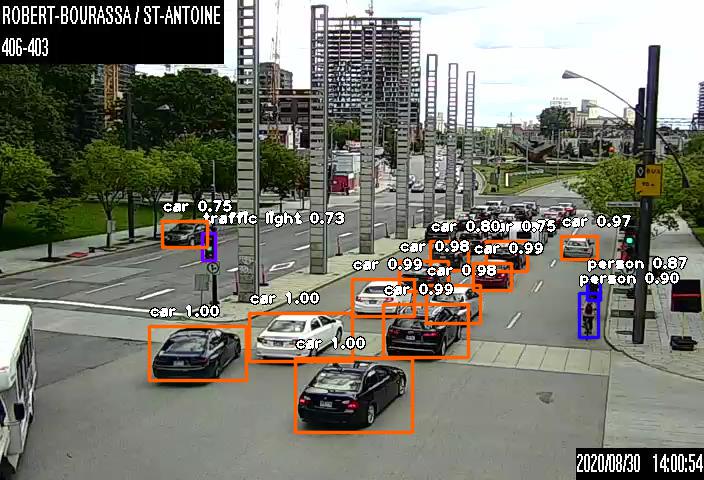 ROBERT-BOURASSA / ST-ANTOINE
406-403
BUS
car 0.75
traffic light 0.73
car 0.80
0.75
car 0.97
car 0.98
car 0.99
person 0.87
car 0.99
car 0.98
person 0.90
car 0.99
car 1.00
car 1.00
car 1.00
2020/08/30 14:00:54